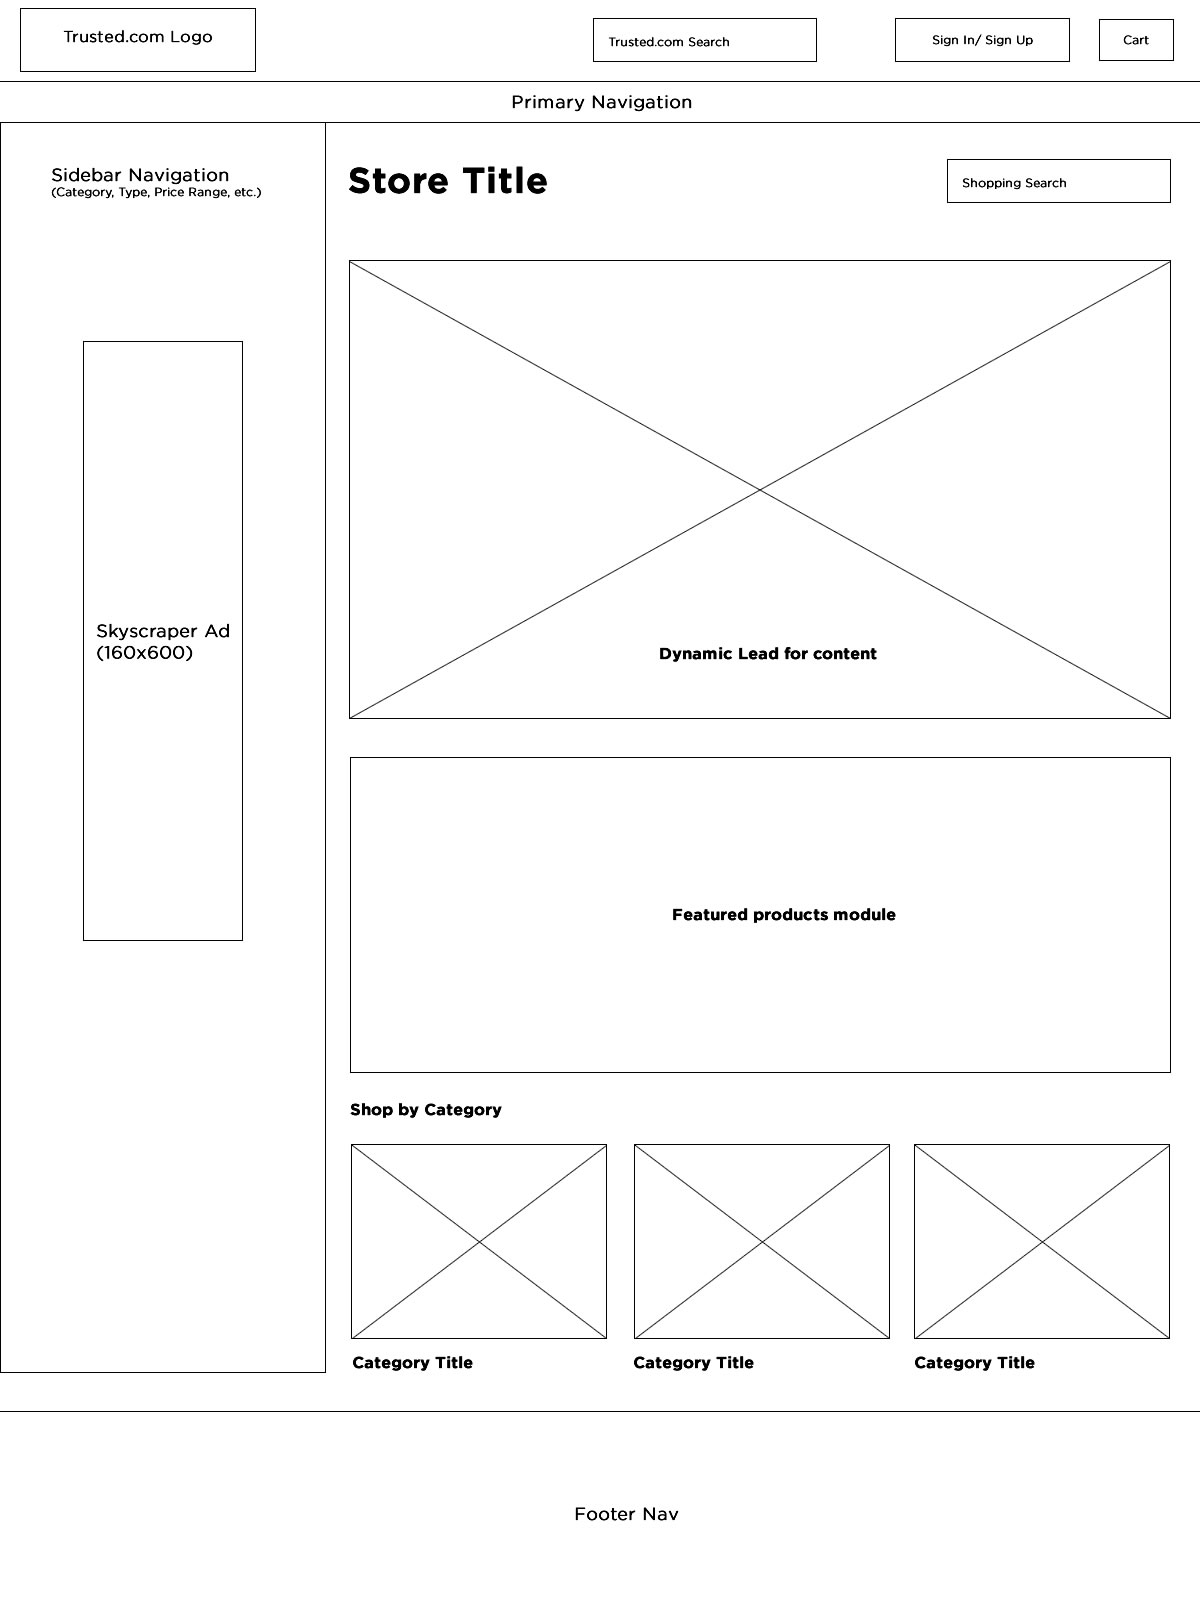 Trusted.com Logo
Trusted.com Search
Sign In/ Sign Up
Cart
Primary Navigation
Sidebar Navigation
(Category, Type, Price Range, etc.)
Store Title
Shopping Search
Skyscraper Ad
(160x600)
Dynamic Lead for content
Featured products module
Shop by Category
Category Title
Category Title
Category Title
Footer Nav